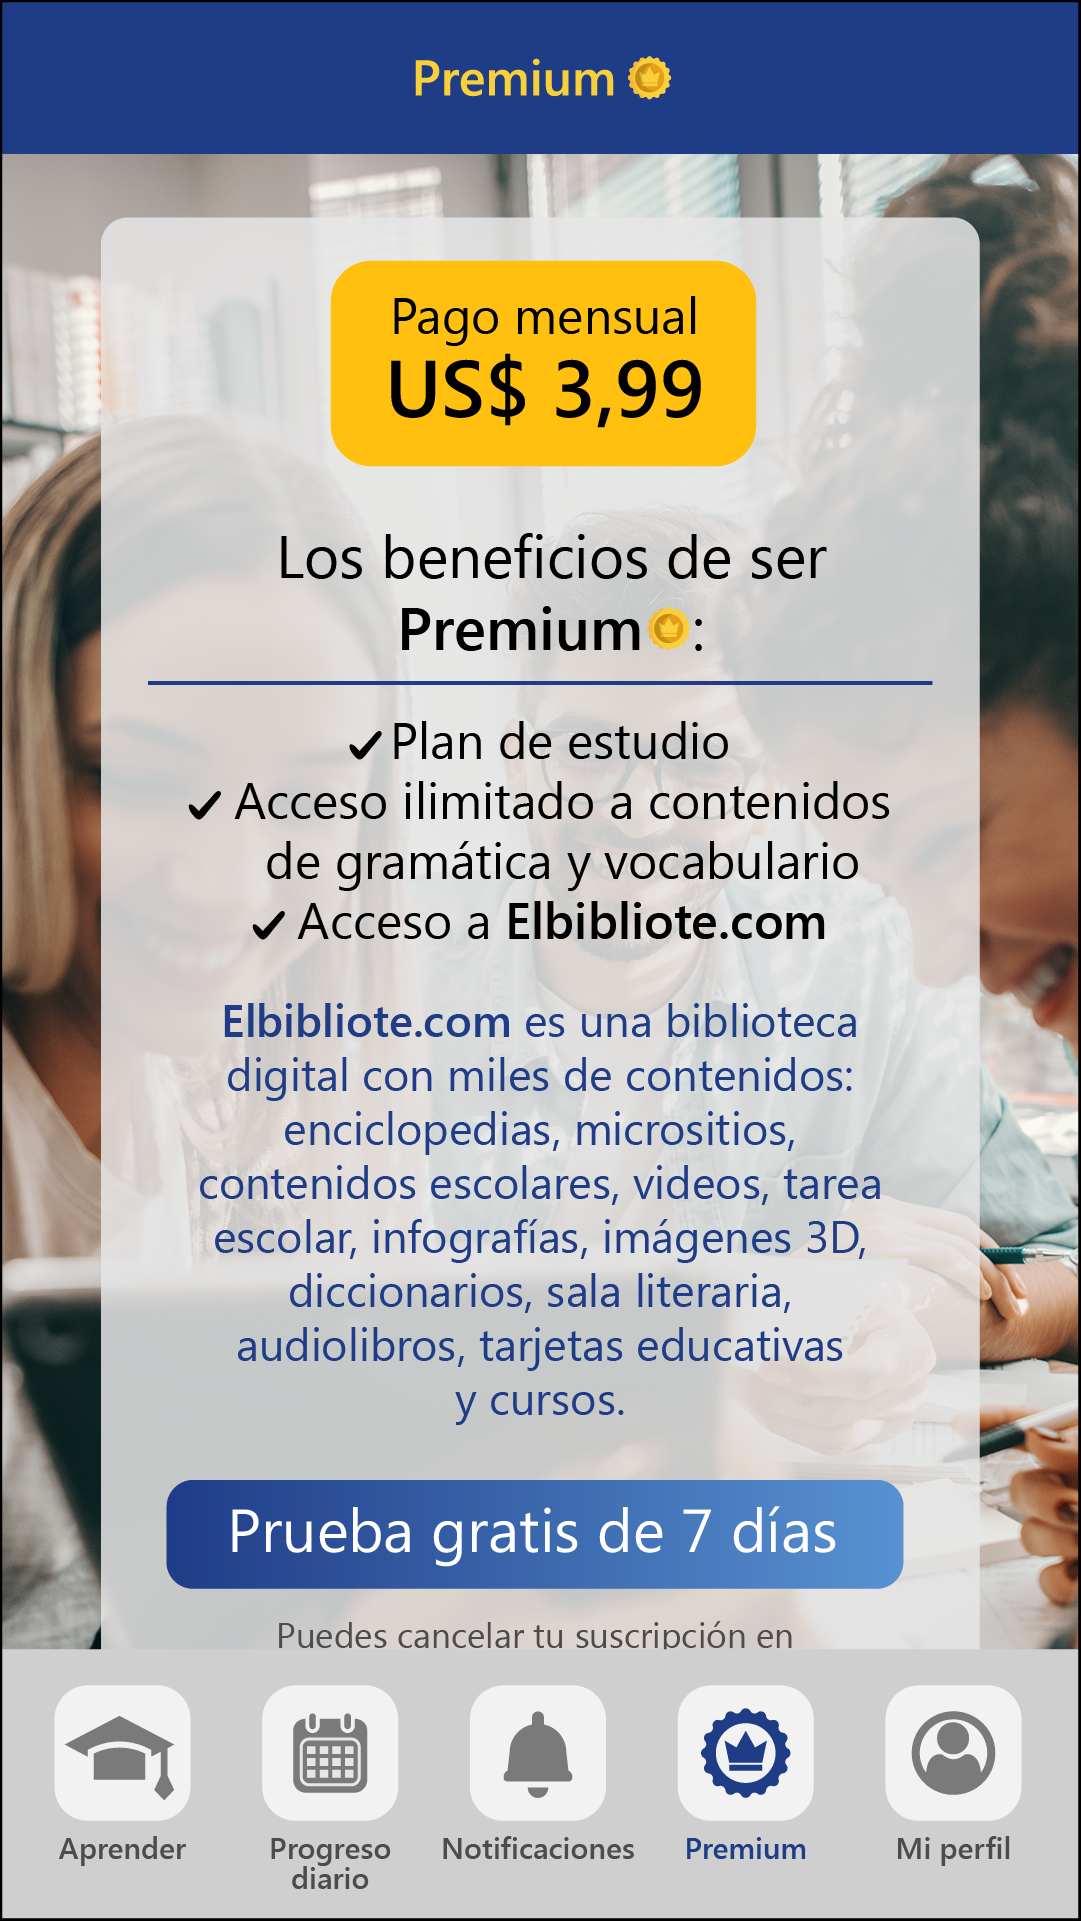 Premium
Pago mensual
US$ 3,99
Los beneficios de ser
Premium:
Plan de estudio
Acceso ilimitado a contenidos
de gramática y vocabulario
Acceso a Elbibliote.com
Elbibliote.com es una biblioteca
digital con miles de contenidos:
enciclopedias, micrositios,
contenidos escolares, videos, tarea
escolar, infografías, imágenes 3D,
diccionarios, sala literaria,
audiolibros, tarjetas educativas
y cursos.
Prueba gratis de 7 días
Puedes cancelar tu suscripción en
Aprender
Progreso
diario
Notificaciones
Premium
Mi perfil